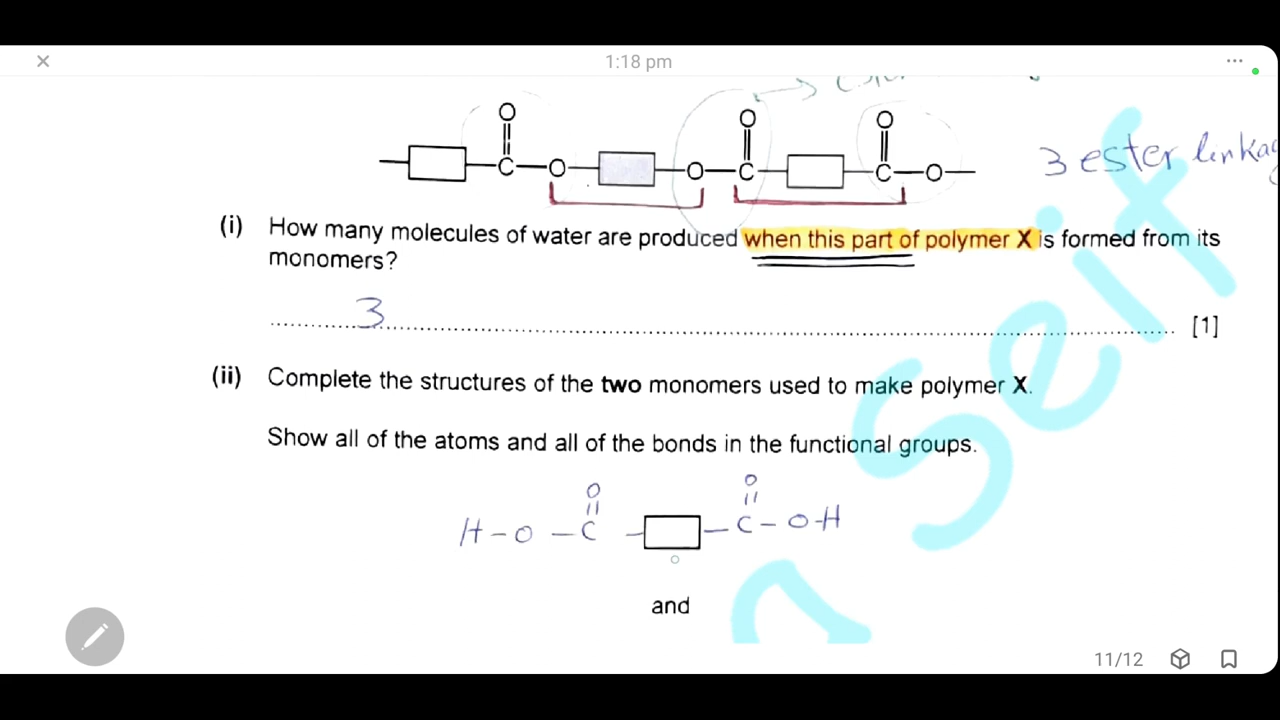 1:18 pm
O O O
C O O C C O
3 ester linkag
(i) How many molecules of water are produced when this part of polymer X is formed from its
monomers?
3
[1]
(ii) Complete the structures of the two monomers used to make polymer X.
Show all of the atoms and all of the bonds in the functional groups.
O O
H-O-C C-OH
and
Seif
11/12